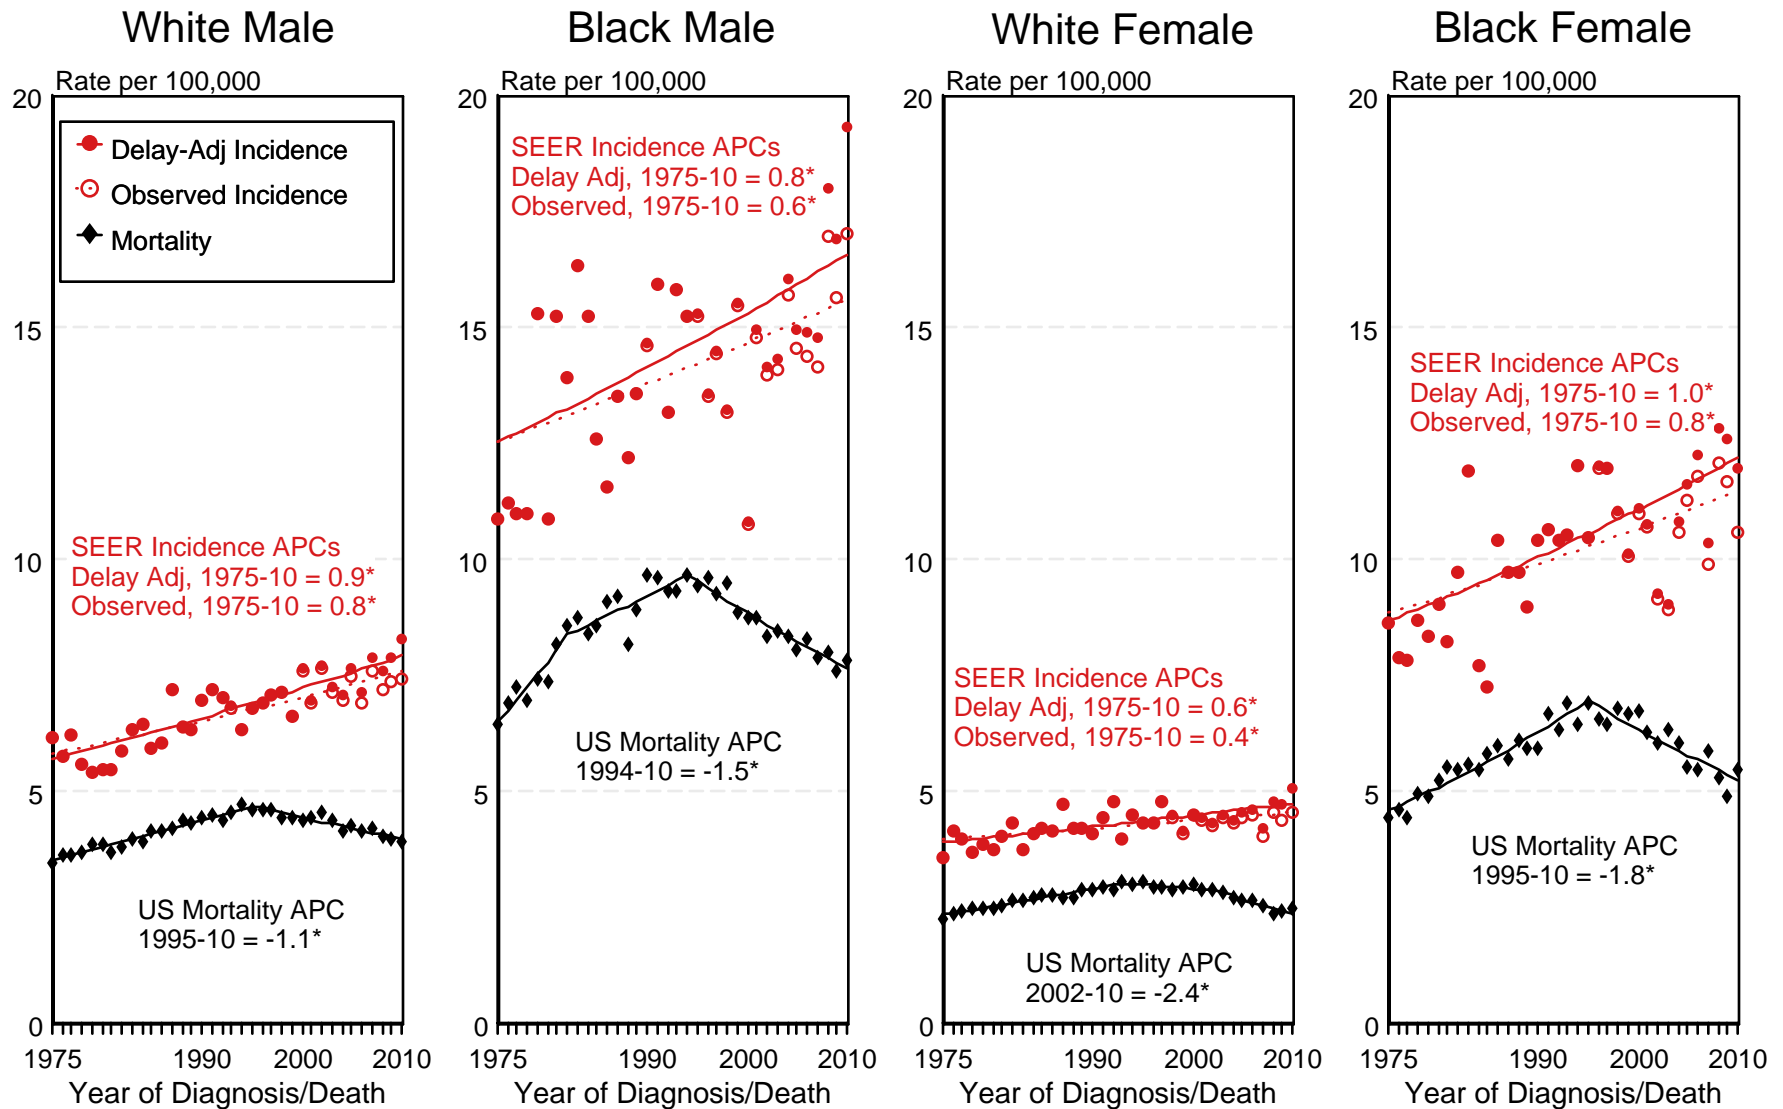 White Male
Rate per 100,000
20
15
10
5
0
Delay-Adj Incidence
Observed Incidence
Mortality
SEER Incidence APCs
Delay Adj, 1975-10 = 0.9*
Observed, 1975-10 = 0.8*
US Mortality APC
1995-10 = -1.1*
1975 1990 2000 2010
Year of Diagnosis/Death
Black Male
Rate per 100,000
20
15
10
5
0
SEER Incidence APCs
Delay Adj, 1975-10 = 0.8*
Observed, 1975-10 = 0.6*
US Mortality APC
1994-10 = -1.5*
1975 1990 2000 2010
Year of Diagnosis/Death
White Female
Rate per 100,000
20
15
10
5
0
SEER Incidence APCs
Delay Adj, 1975-10 = 0.6*
Observed, 1975-10 = 0.4*
US Mortality APC
2002-10 = -2.4*
1975 1990 2000 2010
Year of Diagnosis/Death
Black Female
Rate per 100,000
20
15
10
5
0
SEER Incidence APCs
Delay Adj, 1975-10 = 1.0*
Observed, 1975-10 = 0.8*
US Mortality APC
1995-10 = -1.8*
1975 1990 2000 2010
Year of Diagnosis/Death